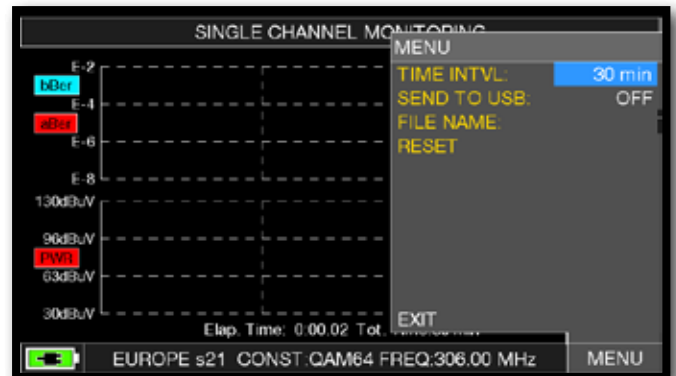 SINGLE CHANNEL MONITORING
MENU
TIME INTVL: 30 min
SEND TO USB: OFF
FILE NAME:
RESET
EXIT
E-2
bBer
E-4
aBer
E-6
E-8
130dBuV
96dBuV
PWR
63dBuV
30dBuV
Elap. Time: 0:00.02 Tot.
EUROPE s21 CONST:QAM64 FREQ:306.00 MHz MENU